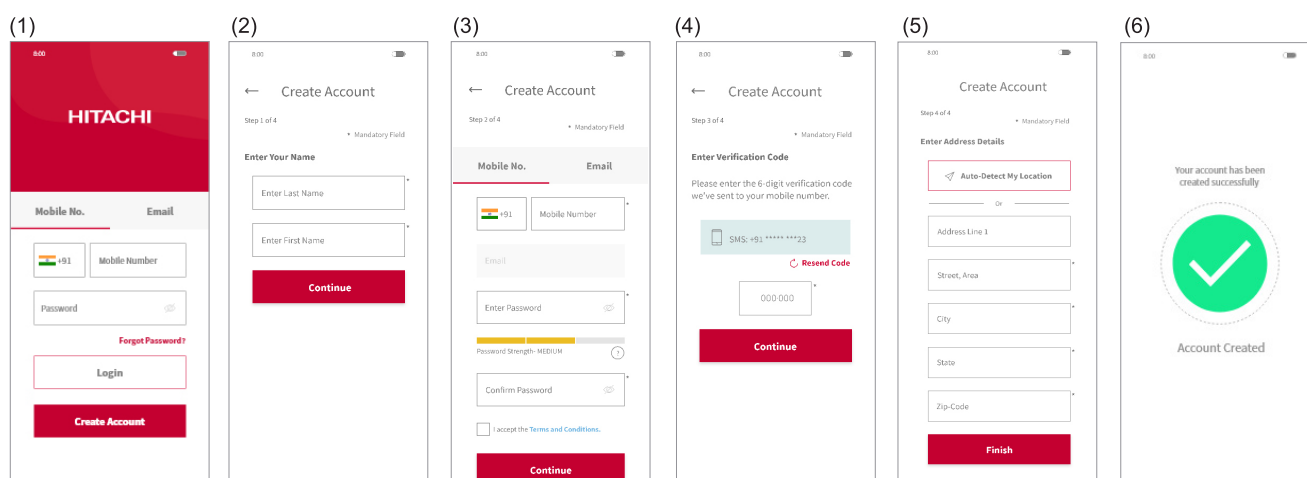 (1)
8:00
HITACHI
Mobile No. Email
+91 Mobile Number
Password
Forgot Password?
Login
Create Account
(2)
8:00
← Create Account
Step 1 of 4
* Mandatory Field
Enter Your Name
Enter Last Name *
Enter First Name *
Continue
(3)
8:00
← Create Account
Step 2 of 4
* Mandatory Field
Mobile No. Email
+91 Mobile Number *
Email
Enter Password *
Password Strength- MEDIUM ?
Confirm Password *
I accept the Terms and Conditions.
Continue
(4)
8:00
← Create Account
Step 3 of 4
* Mandatory Field
Enter Verification Code
Please enter the 6-digit verification code
we've sent to your mobile number.
SMS: +91 ***** ***23
Resend Code
000-000 *
Continue
(5)
8:00
Create Account
Step 4 of 4
* Mandatory Field
Enter Address Details
Auto-Detect My Location
Or
Address Line 1
Street, Area *
City *
State *
Zip-Code *
Finish
(6)
8:00
Your account has been
created successfully
Account Created